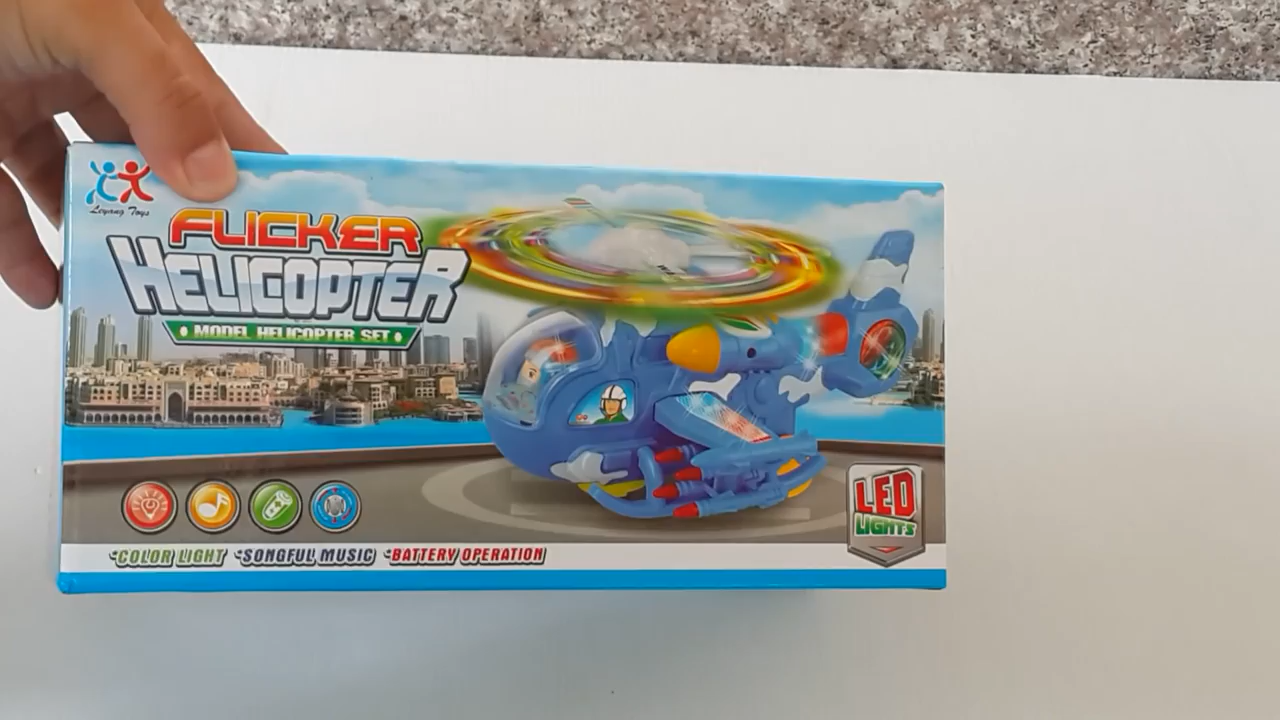 Leyang Toys
FLICKER
HELICOPTER
MODEL HELICOPTER SET
LED
LIGHTS
COLOR LIGHT SONGFUL MUSIC BATTERY OPERATION